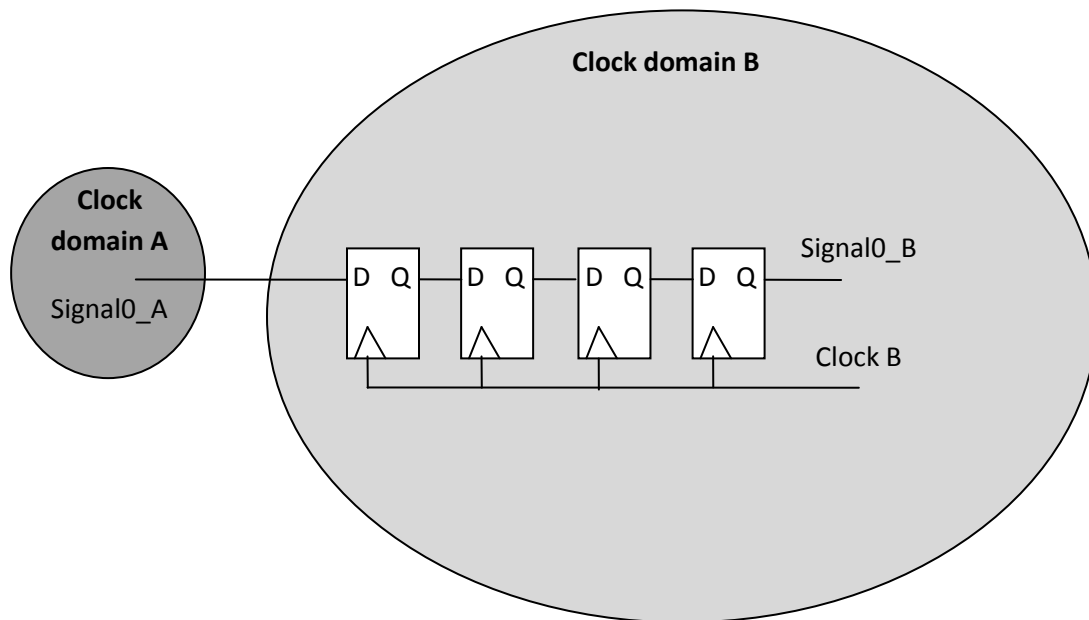 Clock domain B
Clock
domain A
Signal0_A
D Q
D Q
D Q
D Q
Signal0_B
Clock B